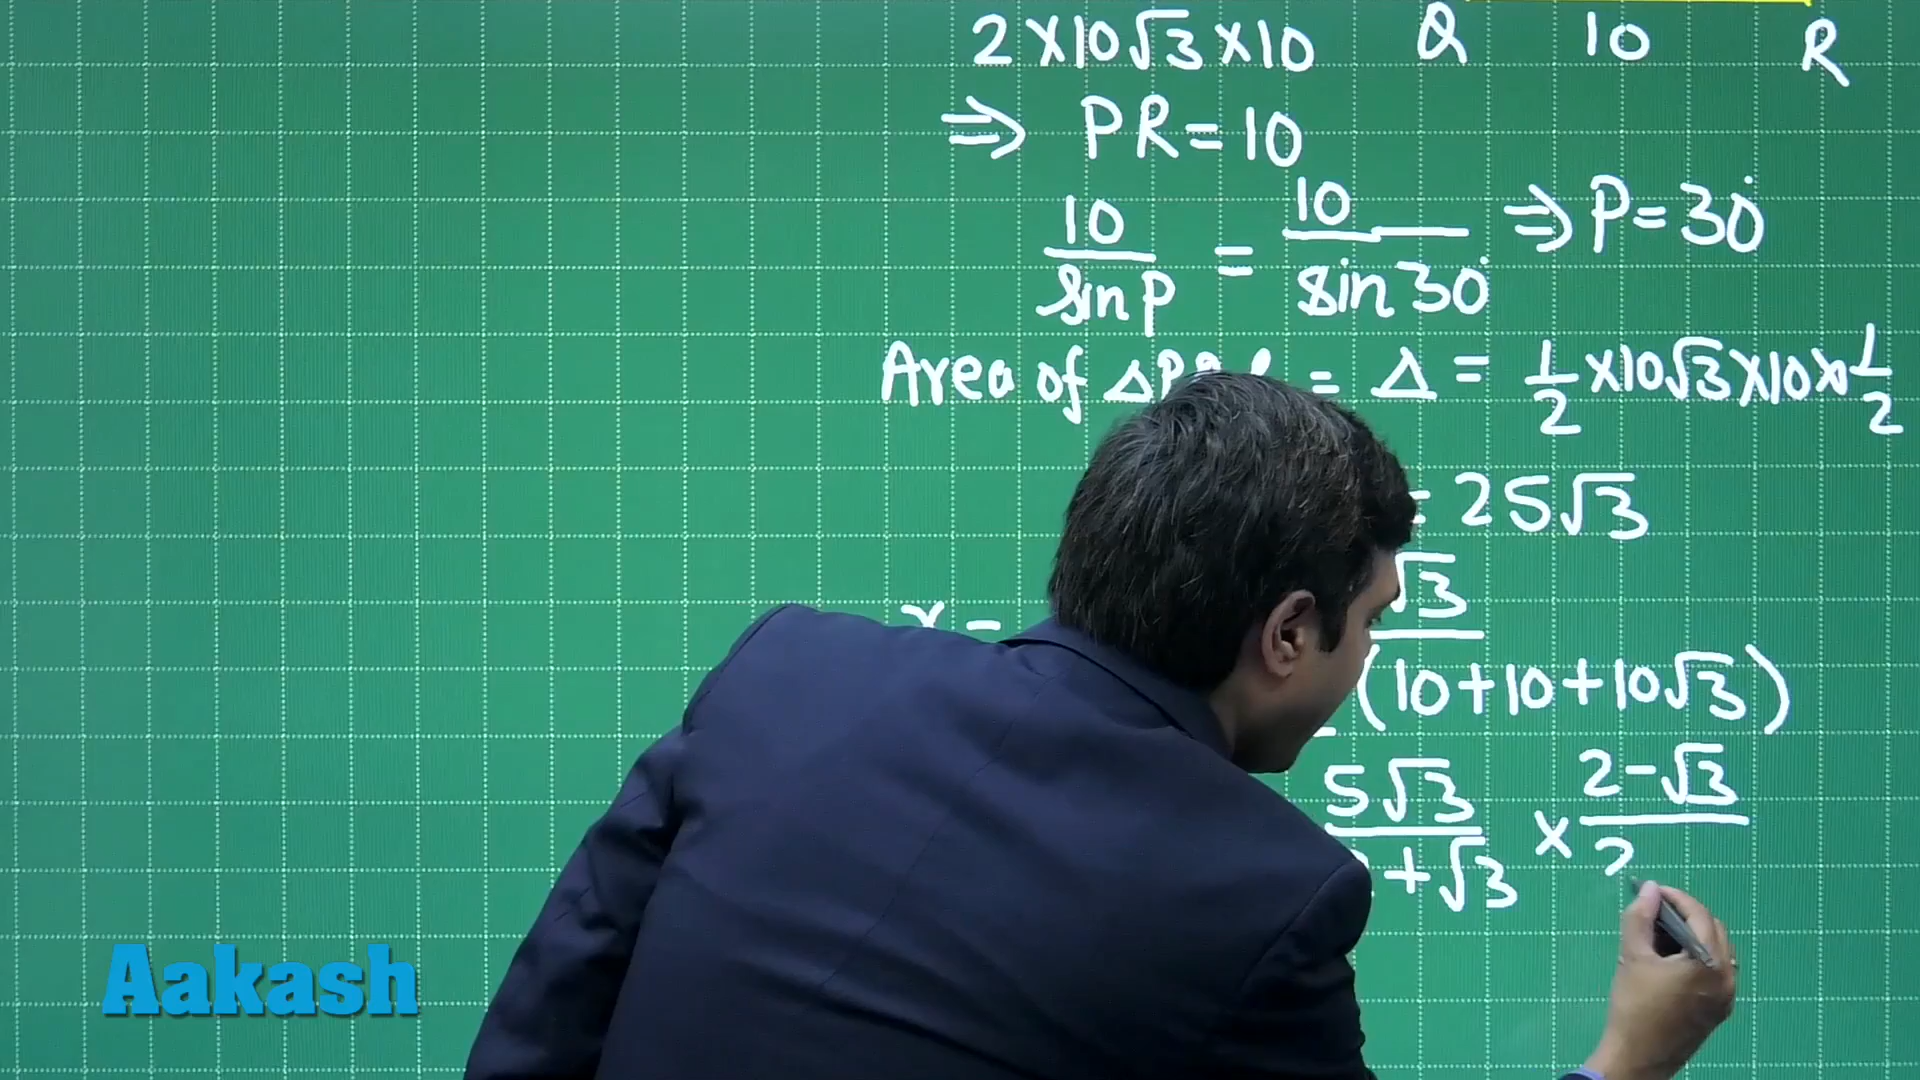 2×10√3×10 Q 10 R
⇒ PR=10
10/sin P = 10/sin 30° ⇒ P=30°
Area of = Δ = 1/2 ×10√3×10×1/2
= 25√3
r =
√3
(10+10+10√3)
5√3 × 2-√3
+√3 2
Aakash